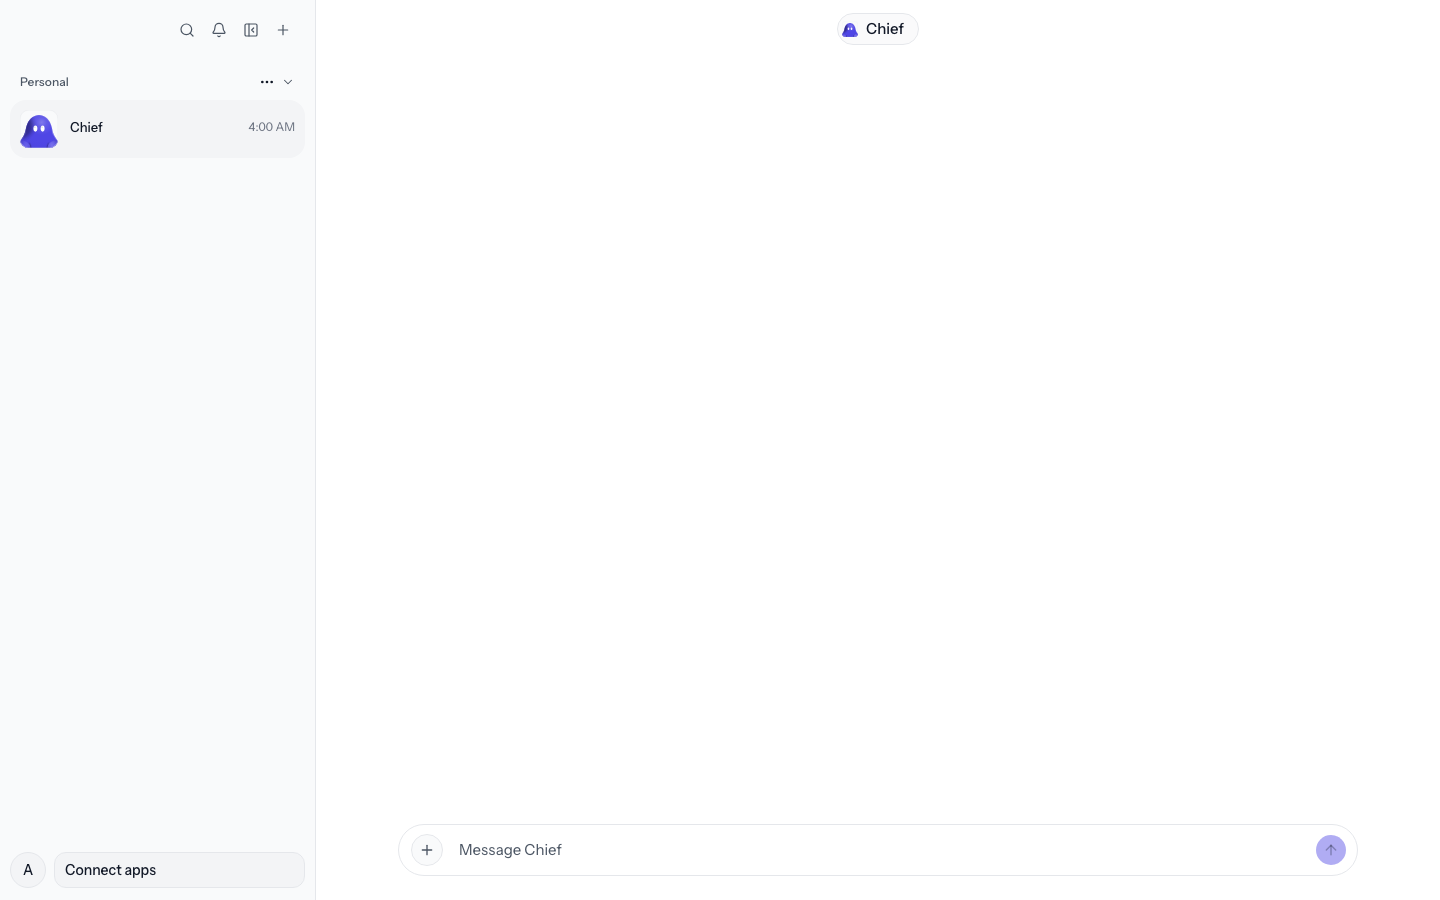 Chief
Personal
Chief
4:00 AM
Message Chief
A
Connect apps